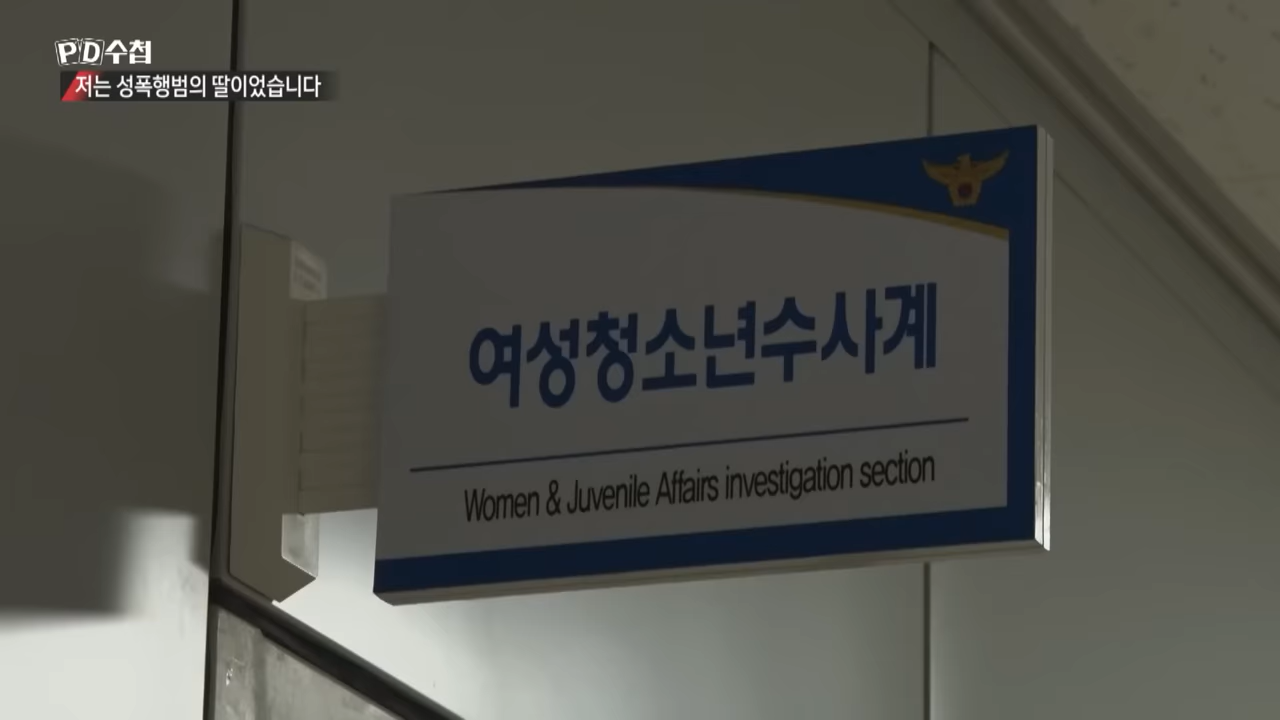 PD수첩
저는 성폭행범의 딸이었습니다
여성청소년수사계
Women & Juvenile Affairs investigation section